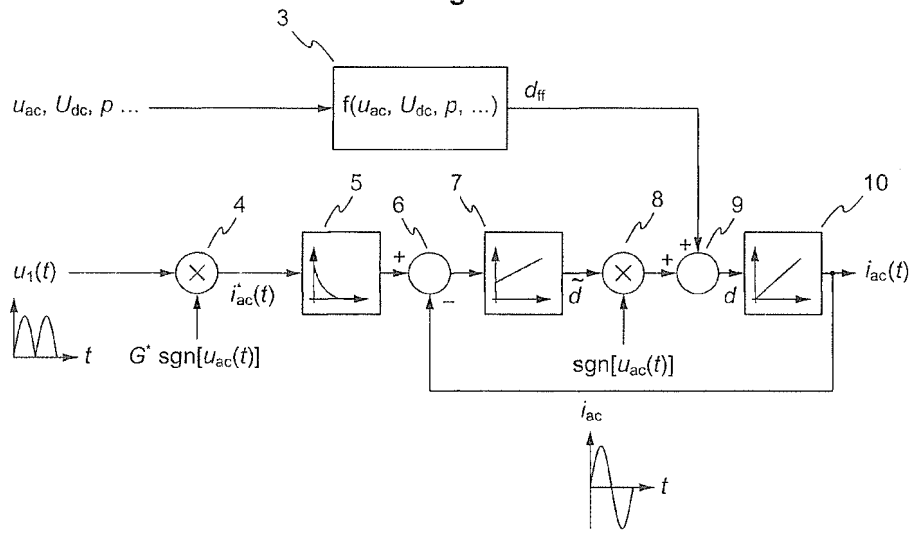 3
u_ac, U_dc, p ...
f(u_ac, U_dc, p, ...)
d_ff
4
5
6
7
8
9
10
u₁(t)
×
i*_ac(t)
+
−
d̃
×
+
+
d
i_ac(t)
t
G* sgn[u_ac(t)]
sgn[u_ac(t)]
i_ac
t